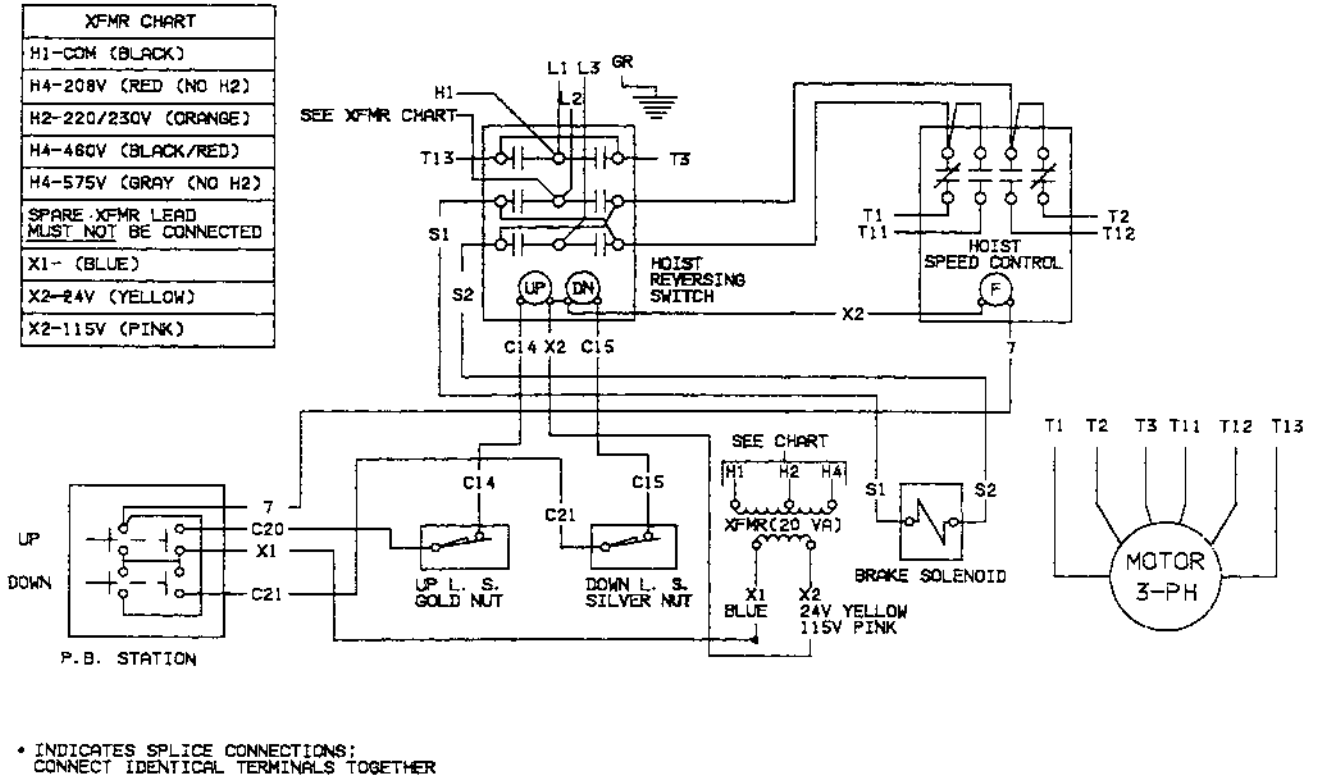 XFMR CHART
H1-COM (BLACK)
H4-208V (RED (NO H2)
H2-220/230V (ORANGE)
H4-460V (BLACK/RED)
H4-575V (GRAY (NO H2)
SPARE XFMR LEAD
MUST NOT BE CONNECTED
X1- (BLUE)
X2-24V (YELLOW)
X2-115V (PINK)
L1 L3 GR
H1
L2
SEE XFMR CHART
T13
T3
S1
S2
UP DN
HOIST
REVERSING
SWITCH
T1
T11
T2
T12
HOIST
SPEED CONTROL
F
X2
C14 X2 C15
7
SEE CHART
H1 H2 H4
XFMR(20 VA)
C14
C15
C21
S1
S2
T1 T2 T3 T11 T12 T13
MOTOR
3-PH
BRAKE SOLENOID
X1
BLUE
X2
24V YELLOW
115V PINK
7
C20
X1
C21
UP
DOWN
P.B. STATION
UP L. S.
GOLD NUT
DOWN L. S.
SILVER NUT
• INDICATES SPLICE CONNECTIONS;
CONNECT IDENTICAL TERMINALS TOGETHER